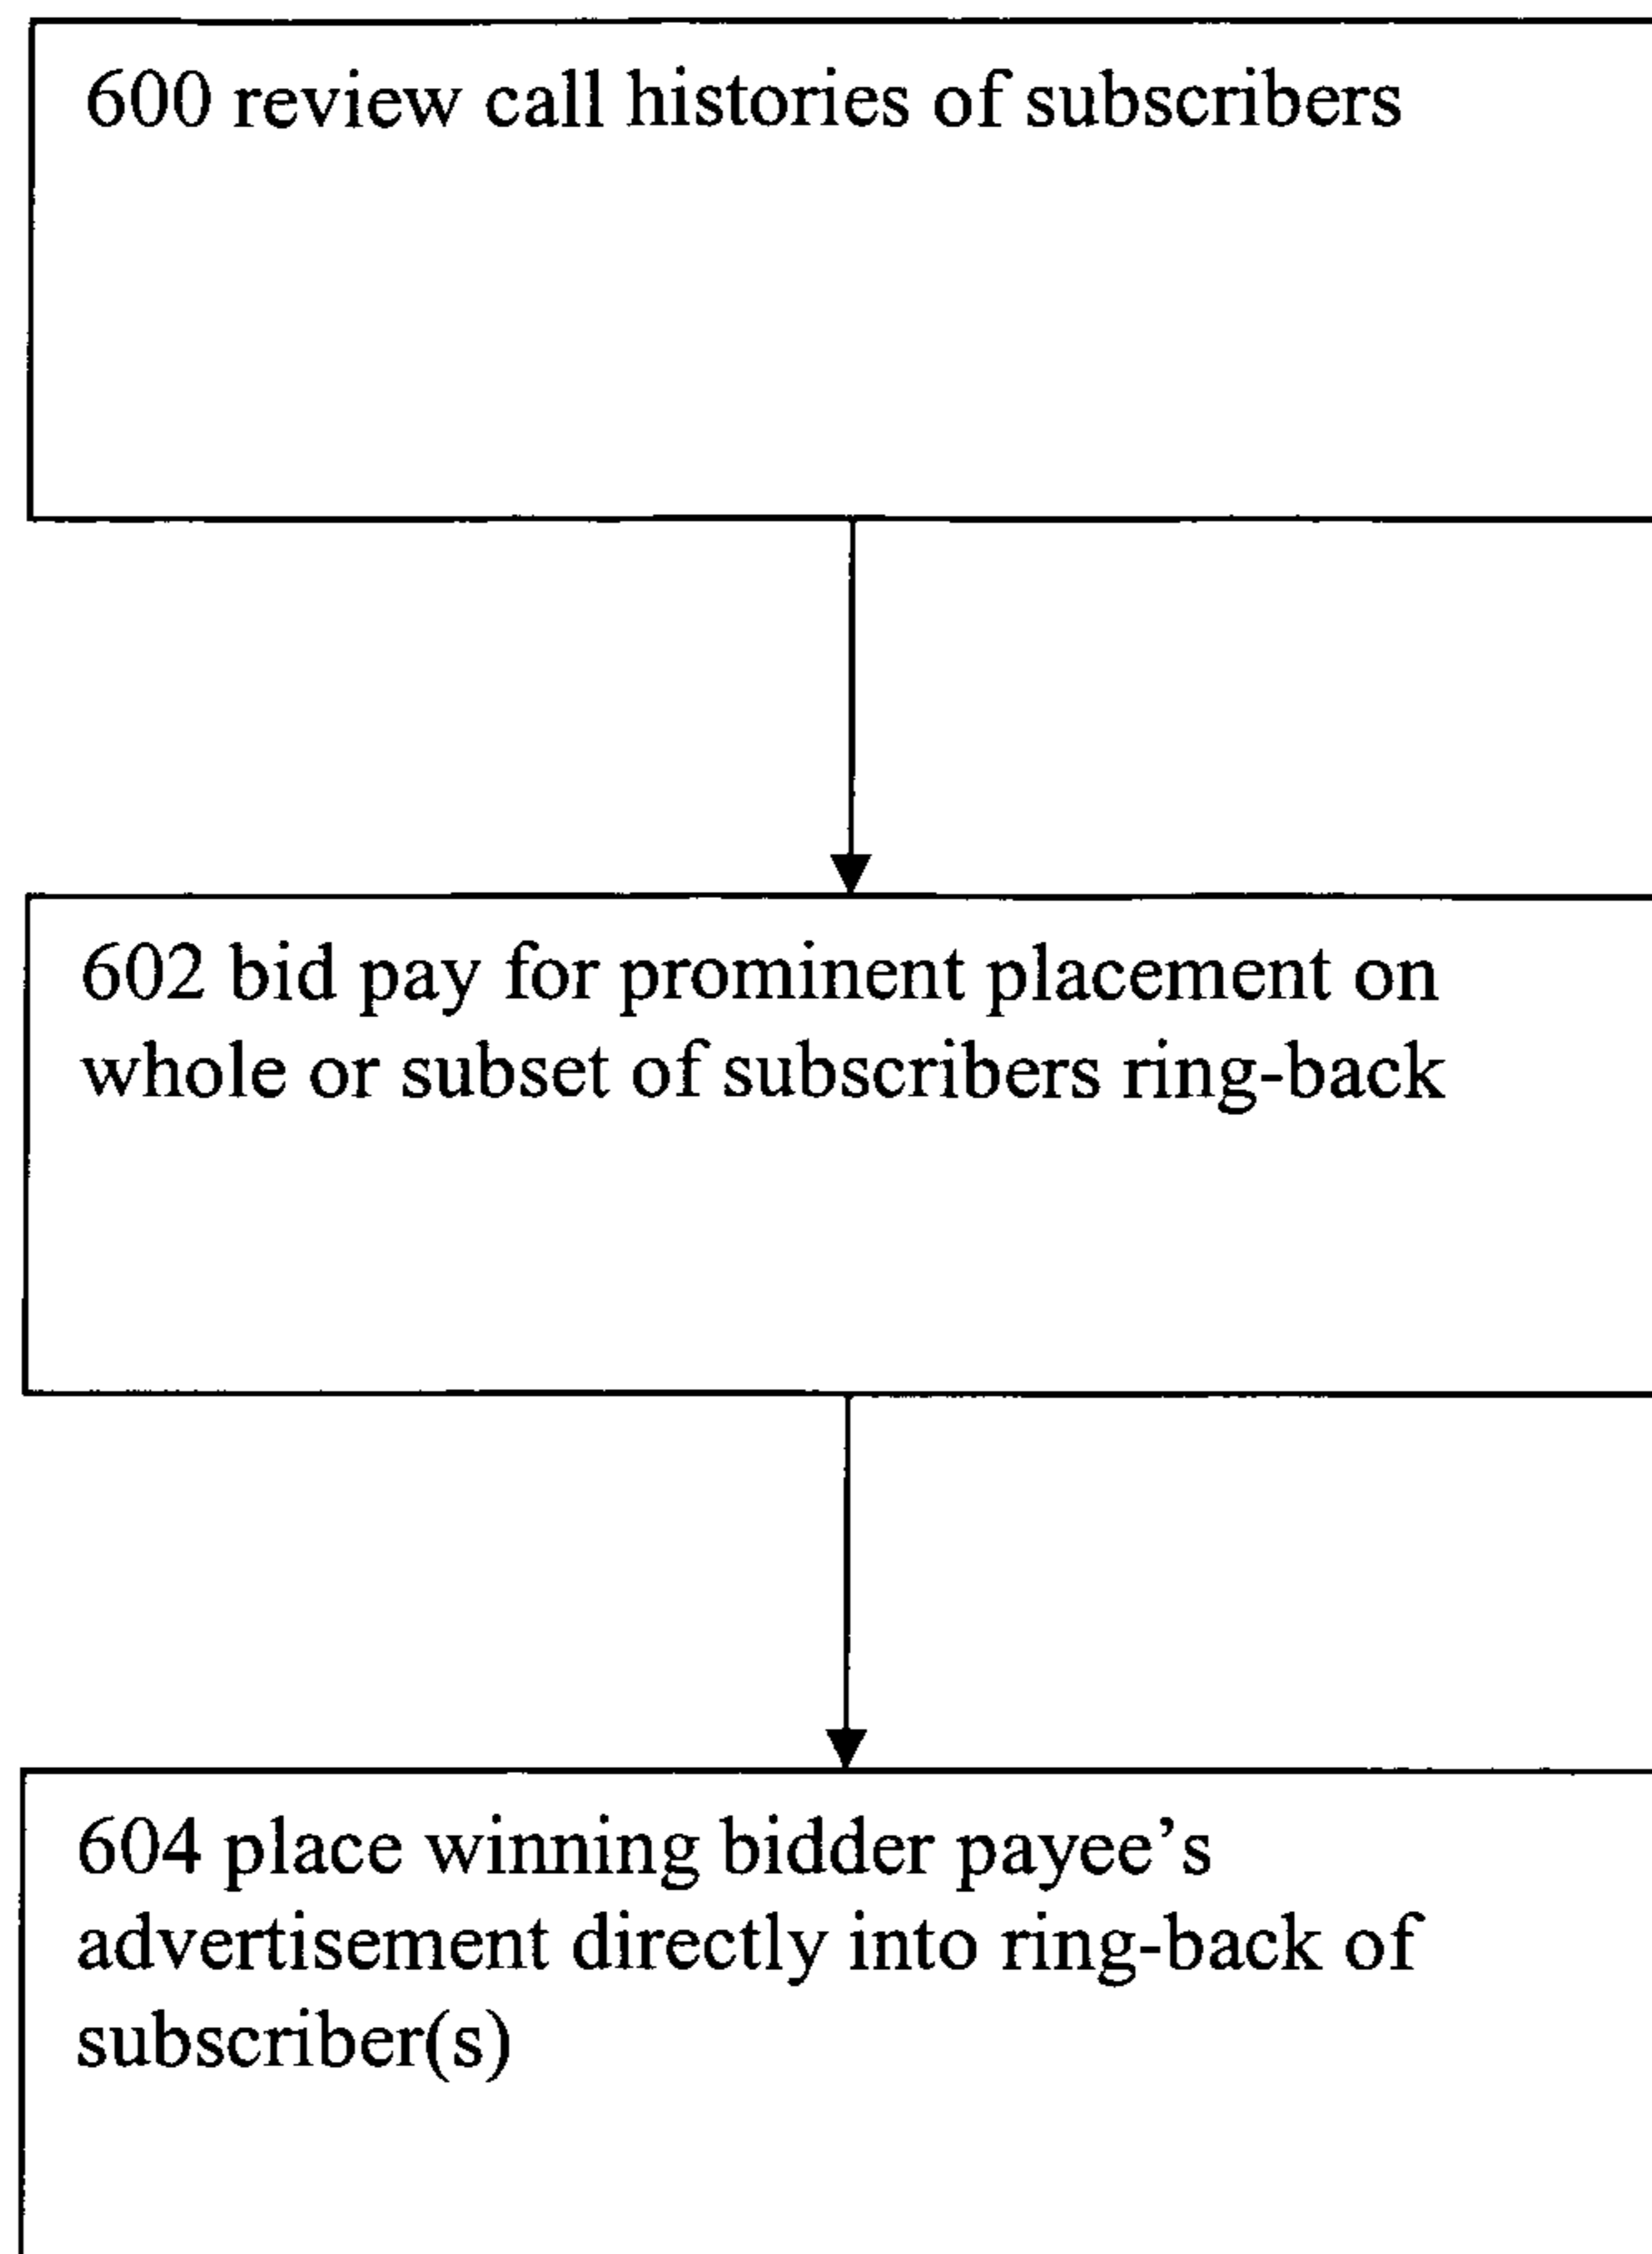 600 review call histories of subscribers
602 bid pay for prominent placement on
whole or subset of subscribers ring-back
604 place winning bidder payee’s
advertisement directly into ring-back of
subscriber(s)